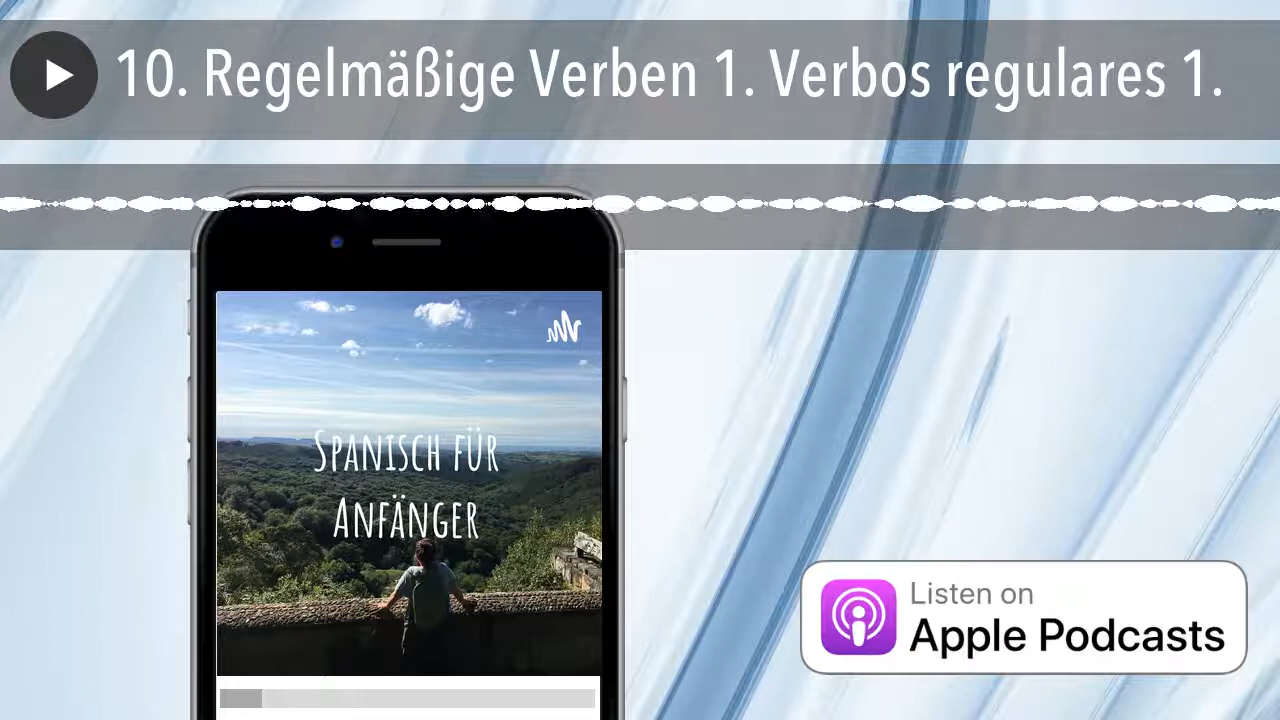 10. Regelmäßige Verben 1. Verbos regulares 1.
Spanisch für
Anfänger
Listen on
Apple Podcasts